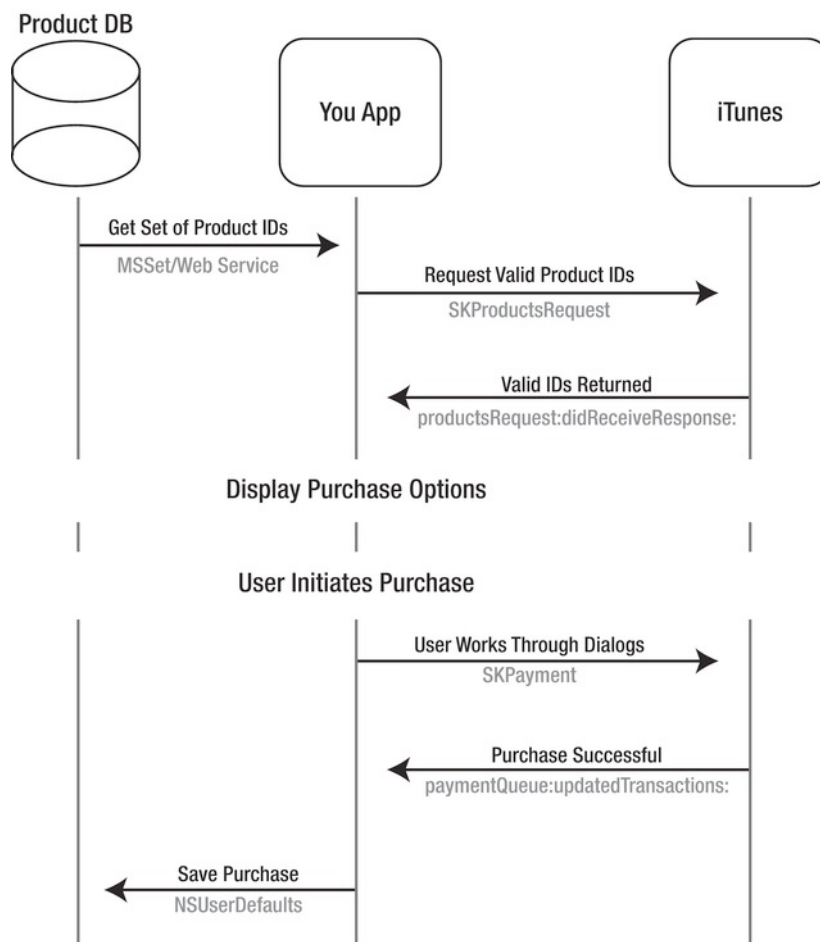 Product DB
You App
iTunes
Get Set of Product IDs
MSSet/Web Service
Request Valid Product IDs
SKProductsRequest
Valid IDs Returned
productsRequest:didReceiveResponse:
Display Purchase Options
User Initiates Purchase
User Works Through Dialogs
SKPayment
Purchase Successful
paymentQueue:updatedTransactions:
Save Purchase
NSUserDefaults